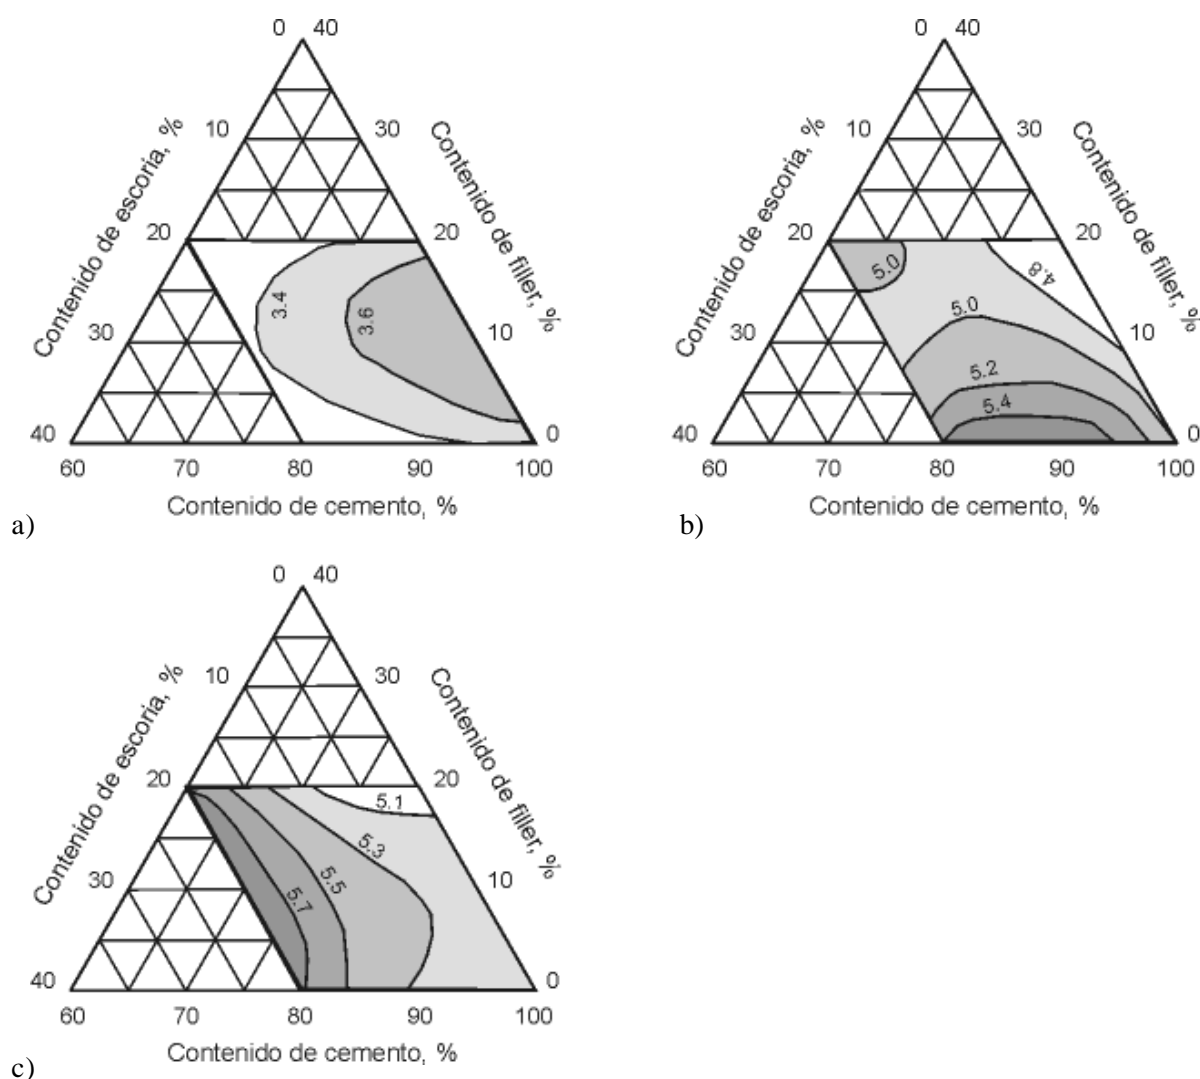 0 40
10 30
20 20
30 10
40 0
60 70 80 90 100
Contenido de escoria, %
Contenido de filler, %
Contenido de cemento, %
3.4
3.6
a)
0 40
10 30
20 20
30 10
40 0
60 70 80 90 100
Contenido de escoria, %
Contenido de filler, %
Contenido de cemento, %
5.0
4.8
5.0
5.2
5.4
b)
0 40
10 30
20 20
30 10
40 0
60 70 80 90 100
Contenido de escoria, %
Contenido de filler, %
Contenido de cemento, %
5.1
5.3
5.5
5.7
c)